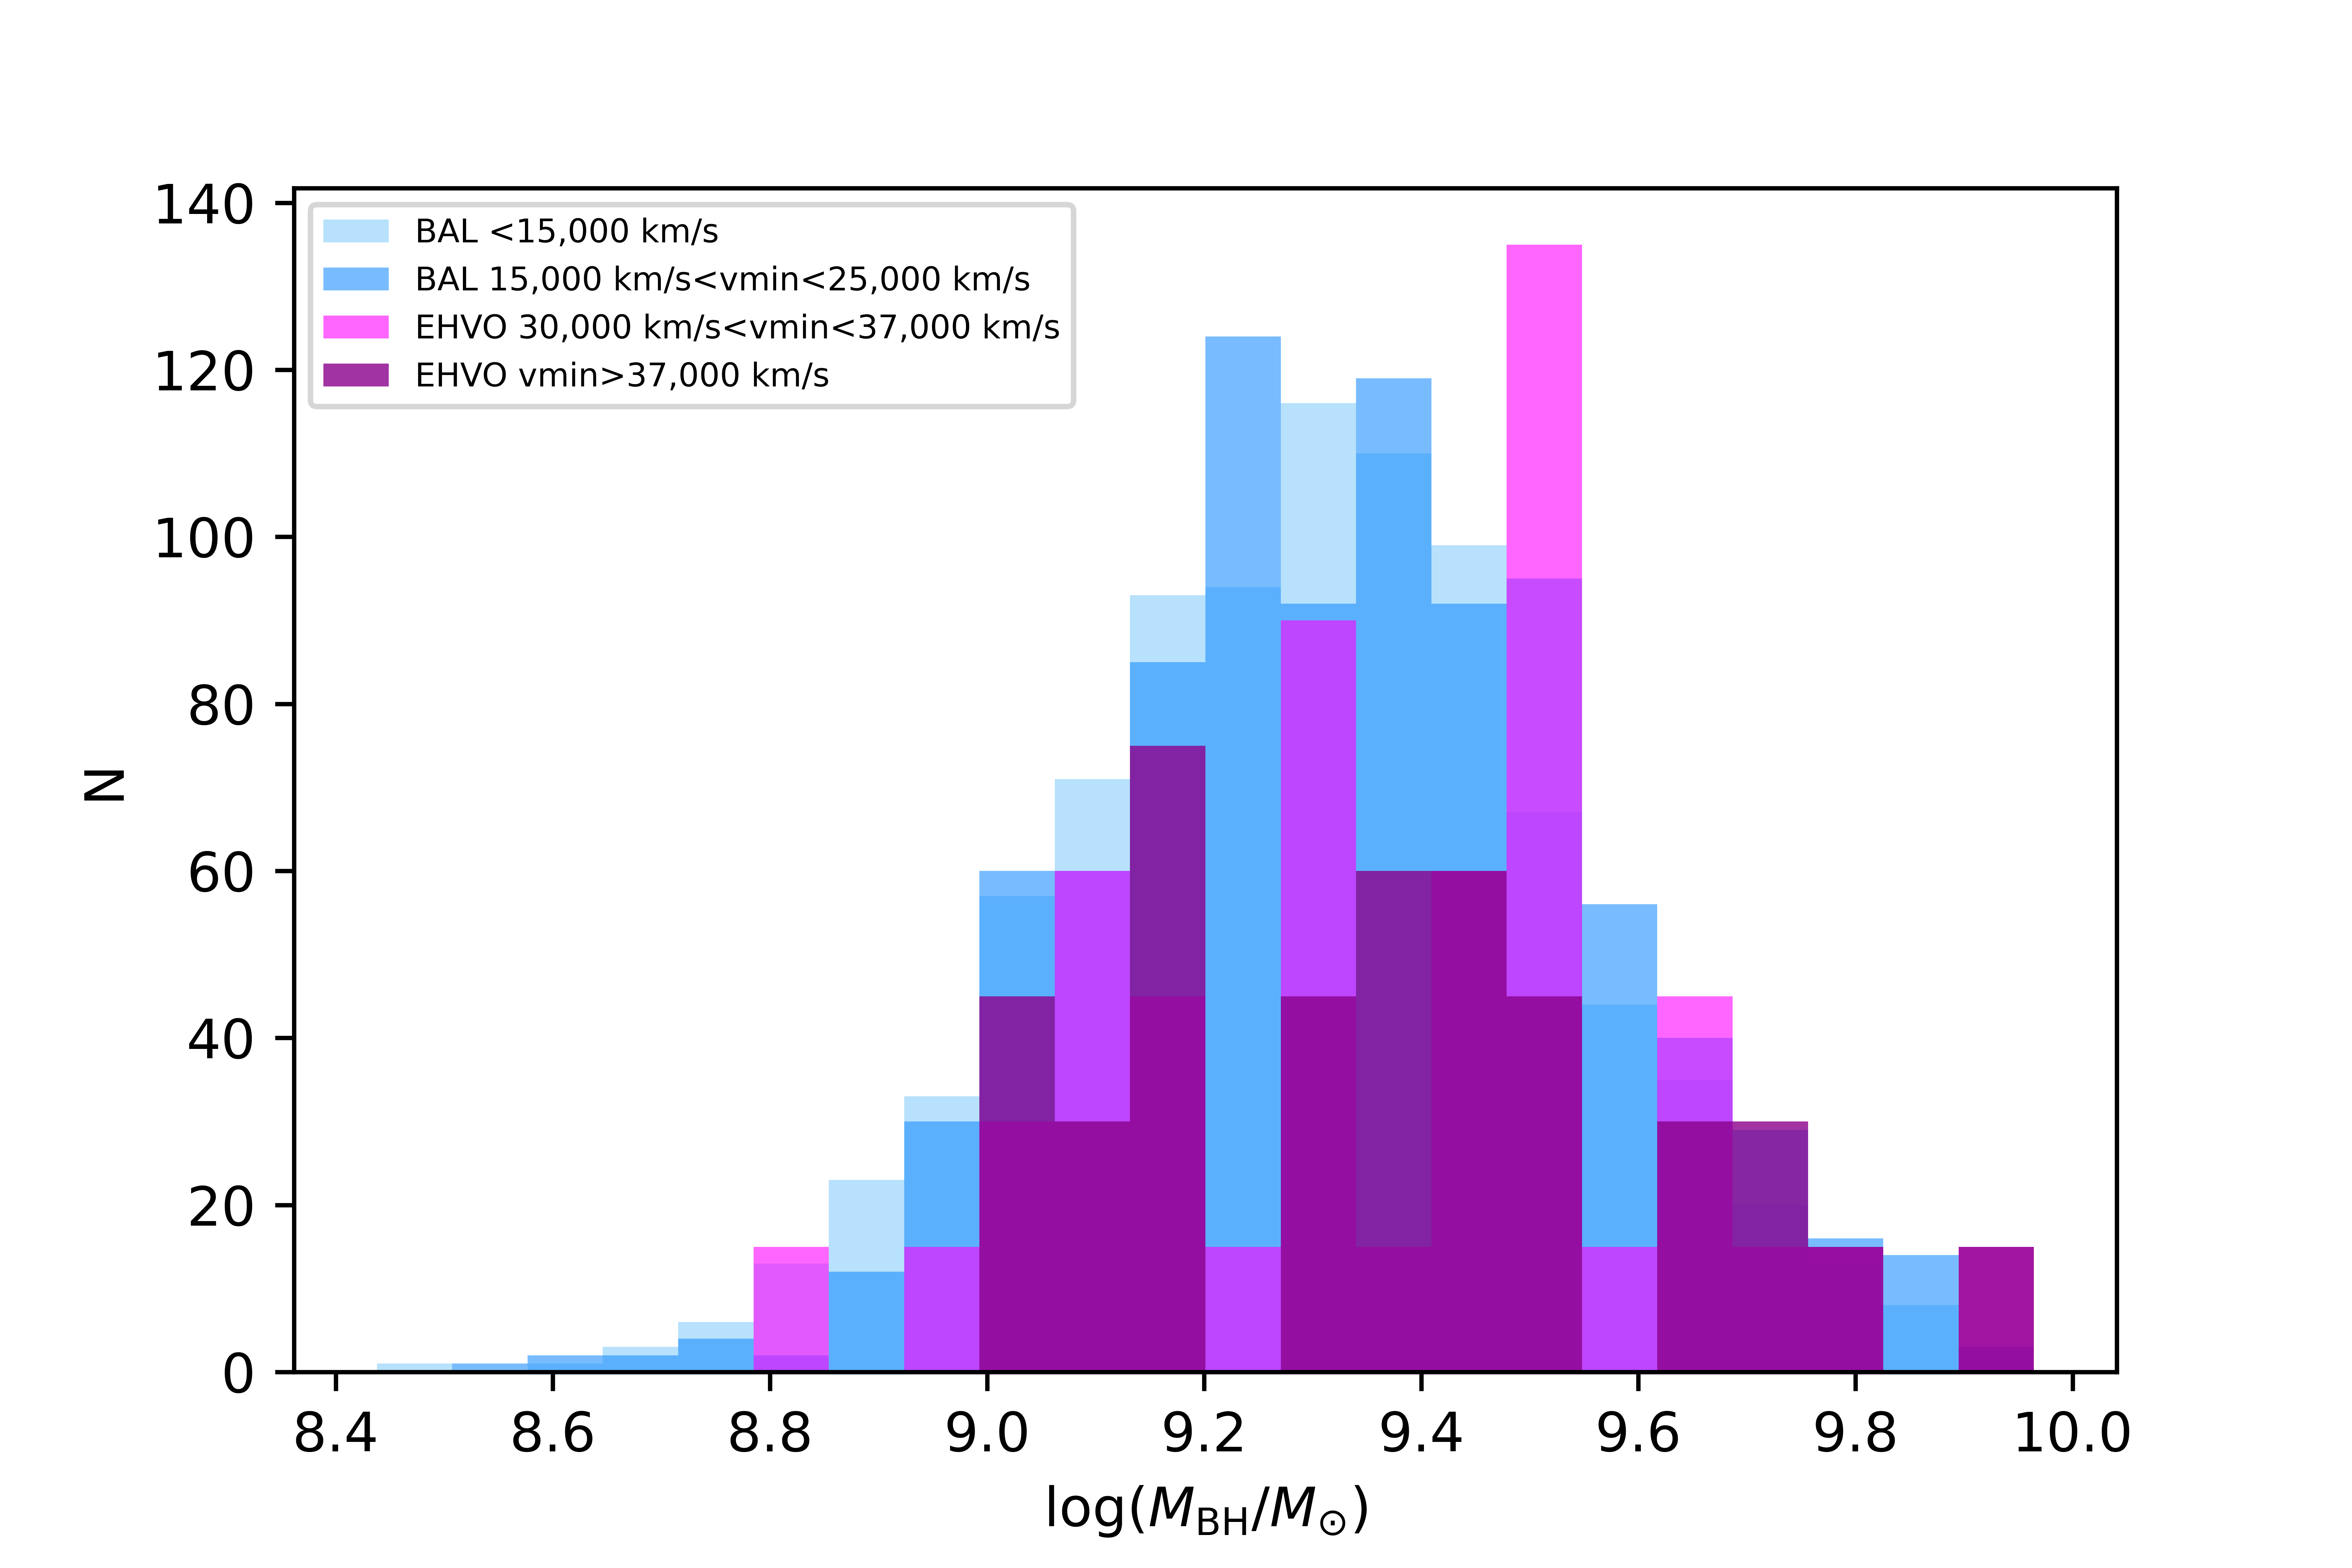 BAL <15,000 km/s
BAL 15,000 km/s<vmin<25,000 km/s
EHVO 30,000 km/s<vmin<37,000 km/s
EHVO vmin>37,000 km/s
140
120
100
80
60
40
20
0
N
8.4 8.6 8.8 9.0 9.2 9.4 9.6 9.8 10.0
log(M_BH/M_☉)